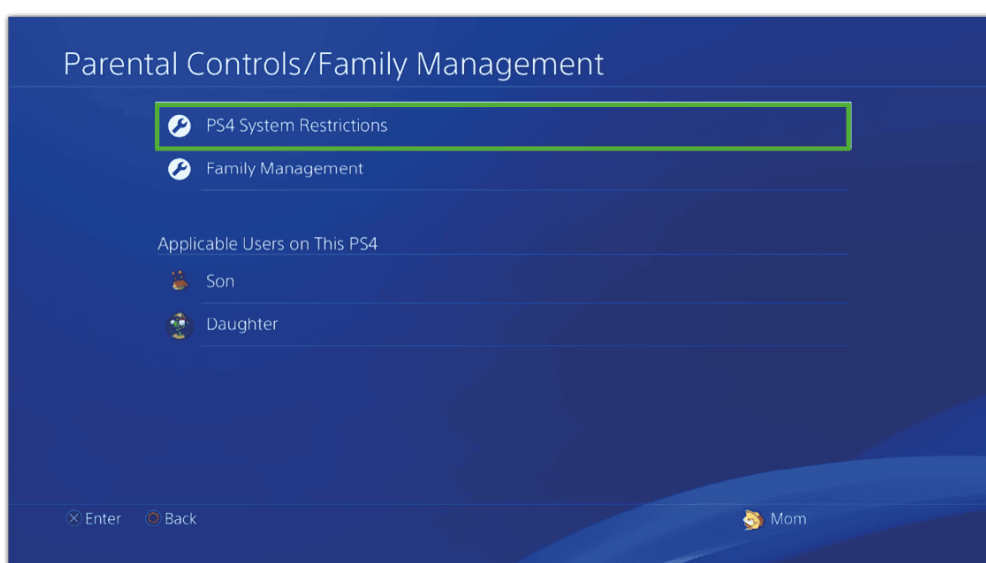 Parental Controls/Family Management
PS4 System Restrictions
Family Management
Applicable Users on This PS4
Son
Daughter
Enter Back Mom